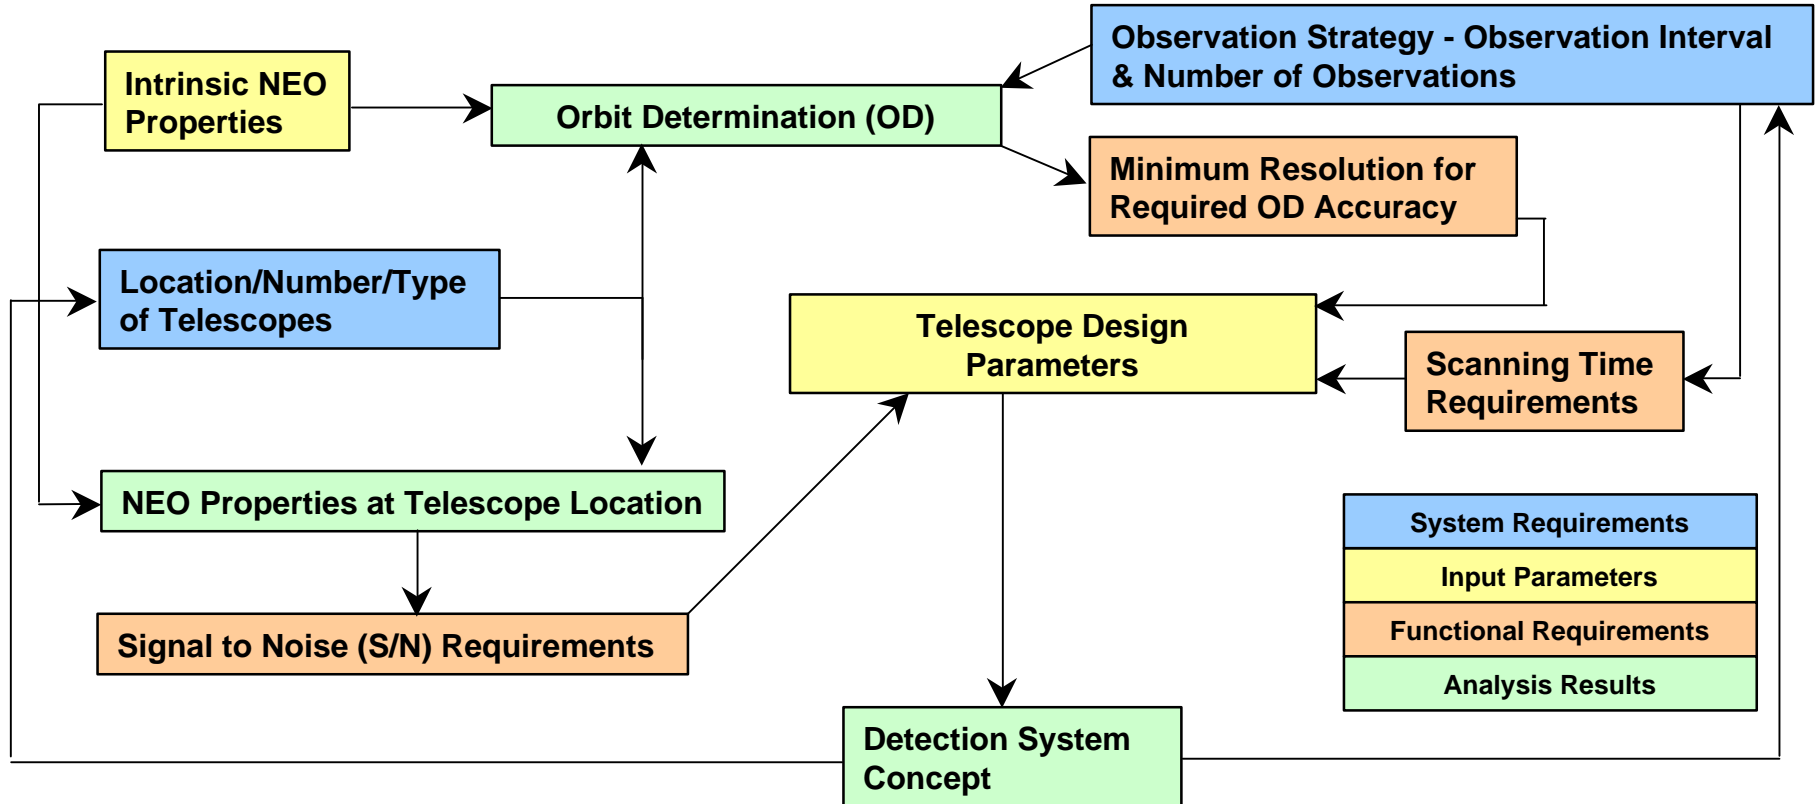 Observation Strategy - Observation Interval
& Number of Observations
Intrinsic NEO
Properties
Orbit Determination (OD)
Minimum Resolution for
Required OD Accuracy
Location/Number/Type
of Telescopes
Telescope Design
Parameters
Scanning Time
Requirements
NEO Properties at Telescope Location
Signal to Noise (S/N) Requirements
System Requirements
Input Parameters
Functional Requirements
Analysis Results
Detection System
Concept